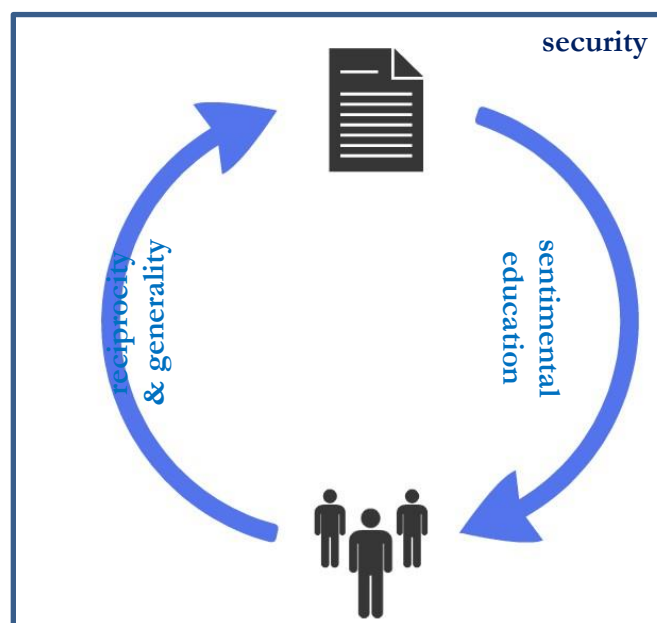 security
reciprocity
& generality
sentimental
education